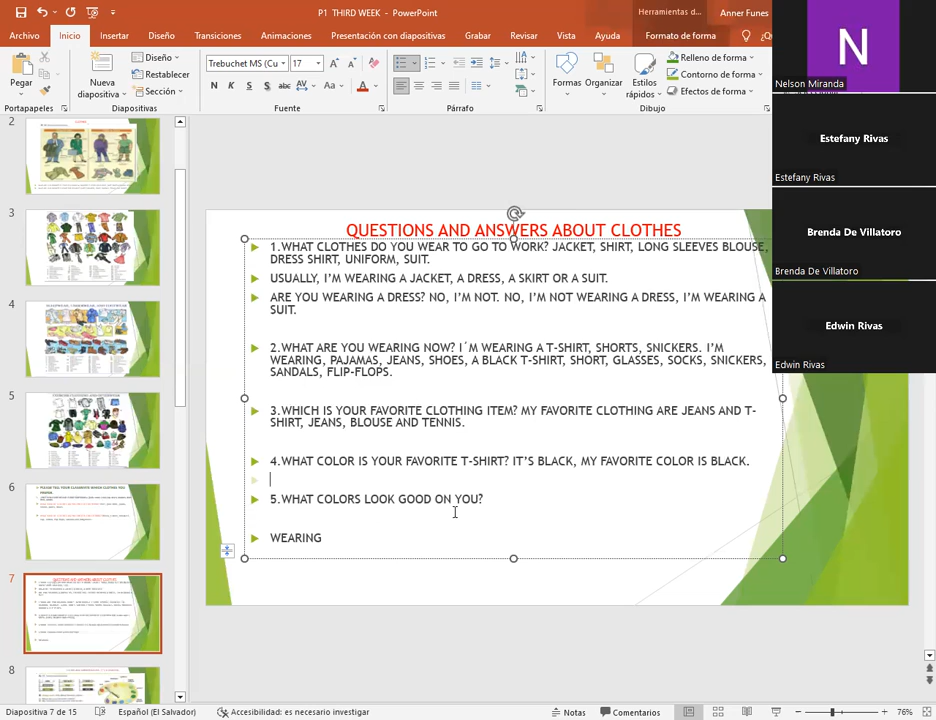 P1 THIRD WEEK - PowerPoint
Herramientas d...
Anner Funes
Archivo Inicio Insertar Diseño Transiciones Animaciones Presentación con diapositivas Grabar Revisar Vista Ayuda Formato de forma
Pegar
Nueva diapositiva
Diseño
Restablecer
Sección
Trebuchet MS (Cu 17
N K S S abc AV Aa A
Formas
Organizar
Estilos rápidos
Relleno de forma
Contorno de forma
Efectos de forma
Portapapeles Diapositivas Fuente Párrafo Dibujo
N
Nelson Miranda
Estefany Rivas
Estefany Rivas
Brenda De Villatoro
Brenda De Villatoro
Edwin Rivas
Edwin Rivas
2
3
4
5
6
7
8
QUESTIONS AND ANSWERS ABOUT CLOTHES
1.WHAT CLOTHES DO YOU WEAR TO GO TO WORK? JACKET, SHIRT, LONG SLEEVES BLOUSE,
DRESS SHIRT, UNIFORM, SUIT.
USUALLY, I'M WEARING A JACKET, A DRESS, A SKIRT OR A SUIT.
ARE YOU WEARING A DRESS? NO, I'M NOT. NO, I'M NOT WEARING A DRESS, I'M WEARING A
SUIT.
2.WHAT ARE YOU WEARING NOW? I´M WEARING A T-SHIRT, SHORTS, SNICKERS. I'M
WEARING, PAJAMAS, JEANS, SHOES, A BLACK T-SHIRT, SHORT, GLASSES, SOCKS, SNICKERS,
SANDALS, FLIP-FLOPS.
3.WHICH IS YOUR FAVORITE CLOTHING ITEM? MY FAVORITE CLOTHING ARE JEANS AND T-
SHIRT, JEANS, BLOUSE AND TENNIS.
4.WHAT COLOR IS YOUR FAVORITE T-SHIRT? IT'S BLACK, MY FAVORITE COLOR IS BLACK.
5.WHAT COLORS LOOK GOOD ON YOU?
WEARING
Diapositiva 7 de 15 Español (El Salvador) Accesibilidad: es necesario investigar Notas Comentarios 76%